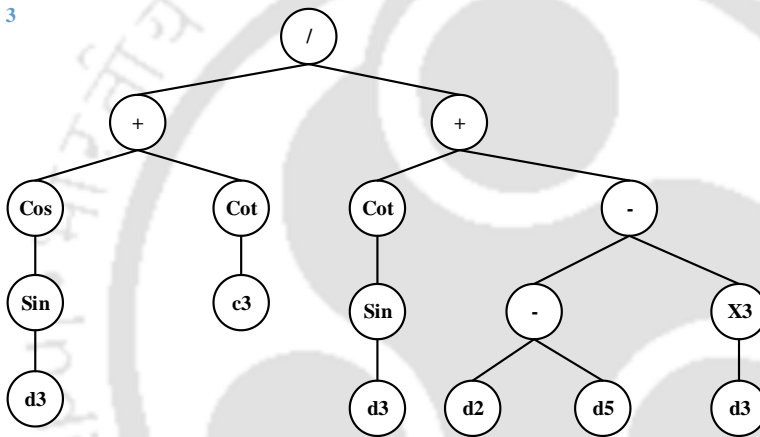 3
/
+ +
Cos Cot Cot -
Sin c3 Sin - X3
d3 d3 d2 d5 d3